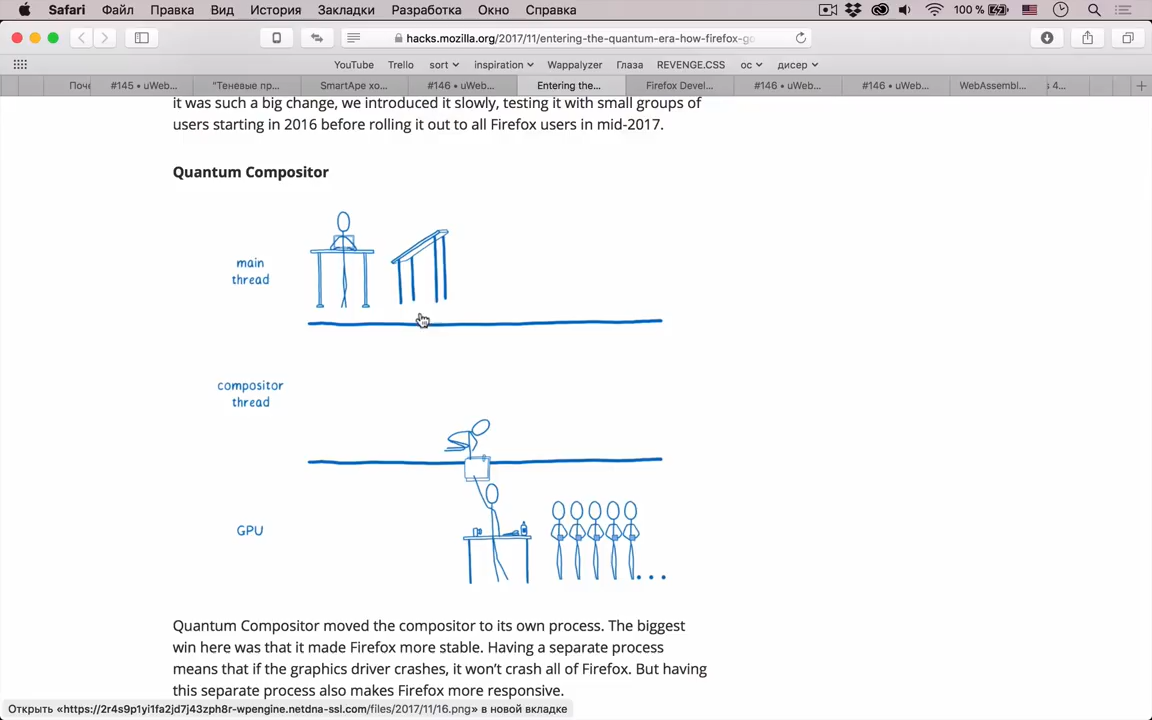 Safari Файл Правка Вид История Закладки Разработка Окно Справка 100 %
hacks.mozilla.org/2017/11/entering-the-quantum-era-how-firefox-go
YouTube Trello sort inspiration Wappalyzer Глаза REVENGE.CSS ос дисер
Поче #145 • uWeb... "Теневые пр... SmartApe хо... #146 • uWeb... Entering the... Firefox Devel... #146 • uWeb... #146 • uWeb... WebAssembl... 4...
it was such a big change, we introduced it slowly, testing it with small groups of
users starting in 2016 before rolling it out to all Firefox users in mid-2017.
Quantum Compositor
main
thread
compositor
thread
GPU
Quantum Compositor moved the compositor to its own process. The biggest
win here was that it made Firefox more stable. Having a separate process
means that if the graphics driver crashes, it won’t crash all of Firefox. But having
this separate process also makes Firefox more responsive.
Открыть «https://2r4s9p1yi1fa2jd7j43zph8r-wpengine.netdna-ssl.com/files/2017/11/16.png» в новой вкладке